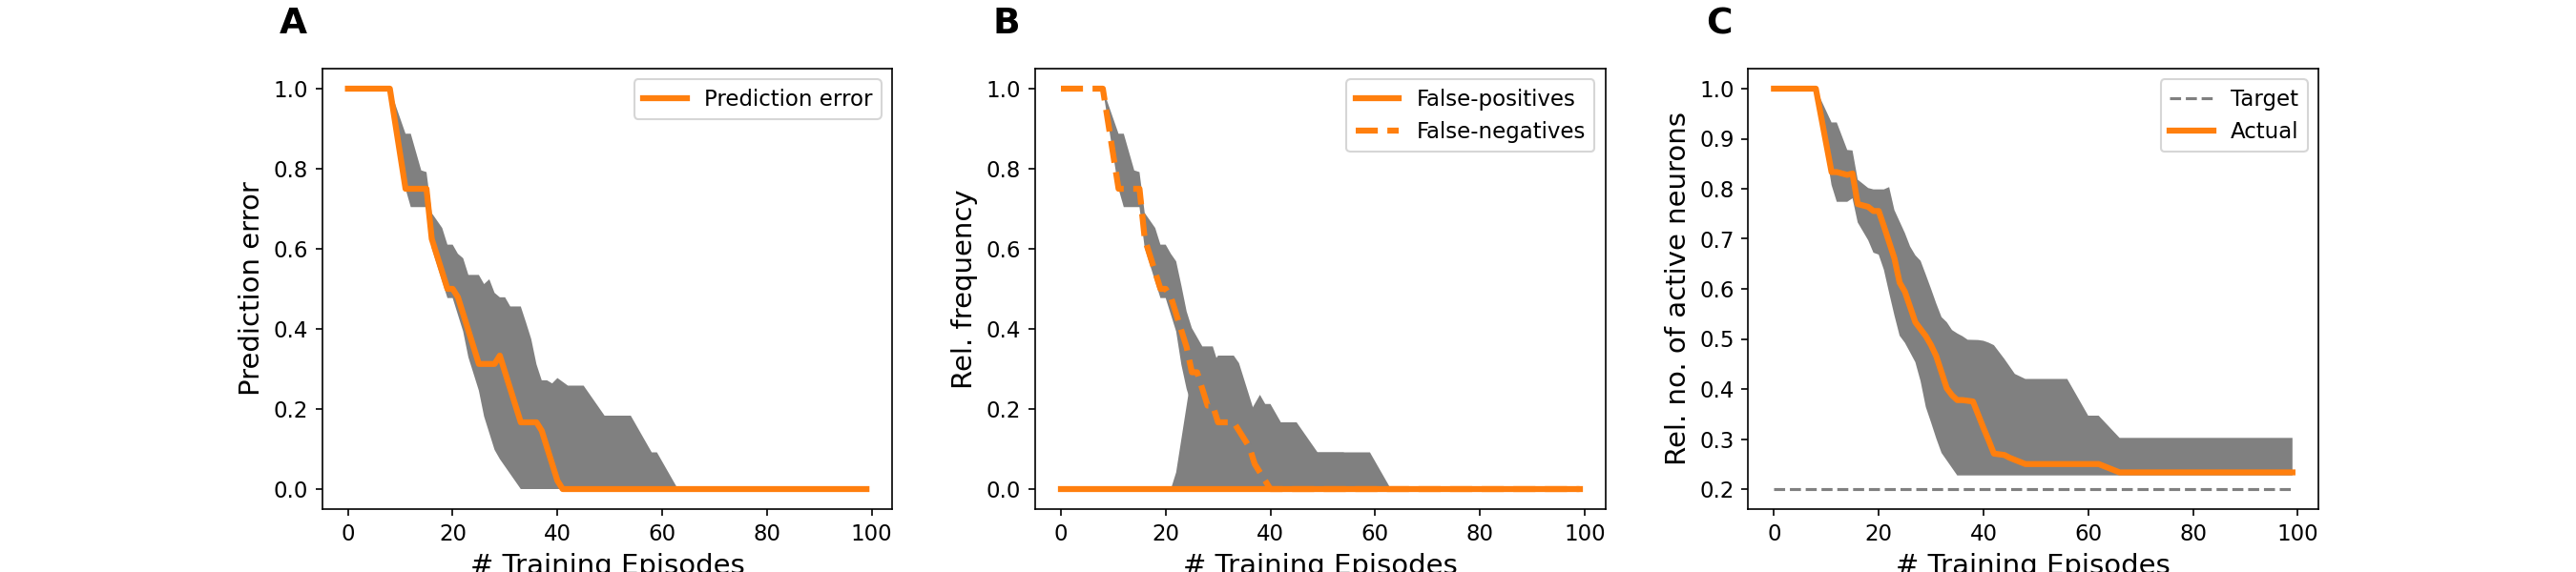 A
Prediction error
1.0
0.8
0.6
0.4
0.2
0.0
Prediction error
0
20
40
60
80
100
# Training Episodes
B
Rel. frequency
1.0
0.8
0.6
0.4
0.2
0.0
False-positives
False-negatives
0
20
40
60
80
100
# Training Episodes
C
Rel. no. of active neurons
1.0
0.9
0.8
0.7
0.6
0.5
0.4
0.3
0.2
Target
Actual
0
20
40
60
80
100
# Training Episodes